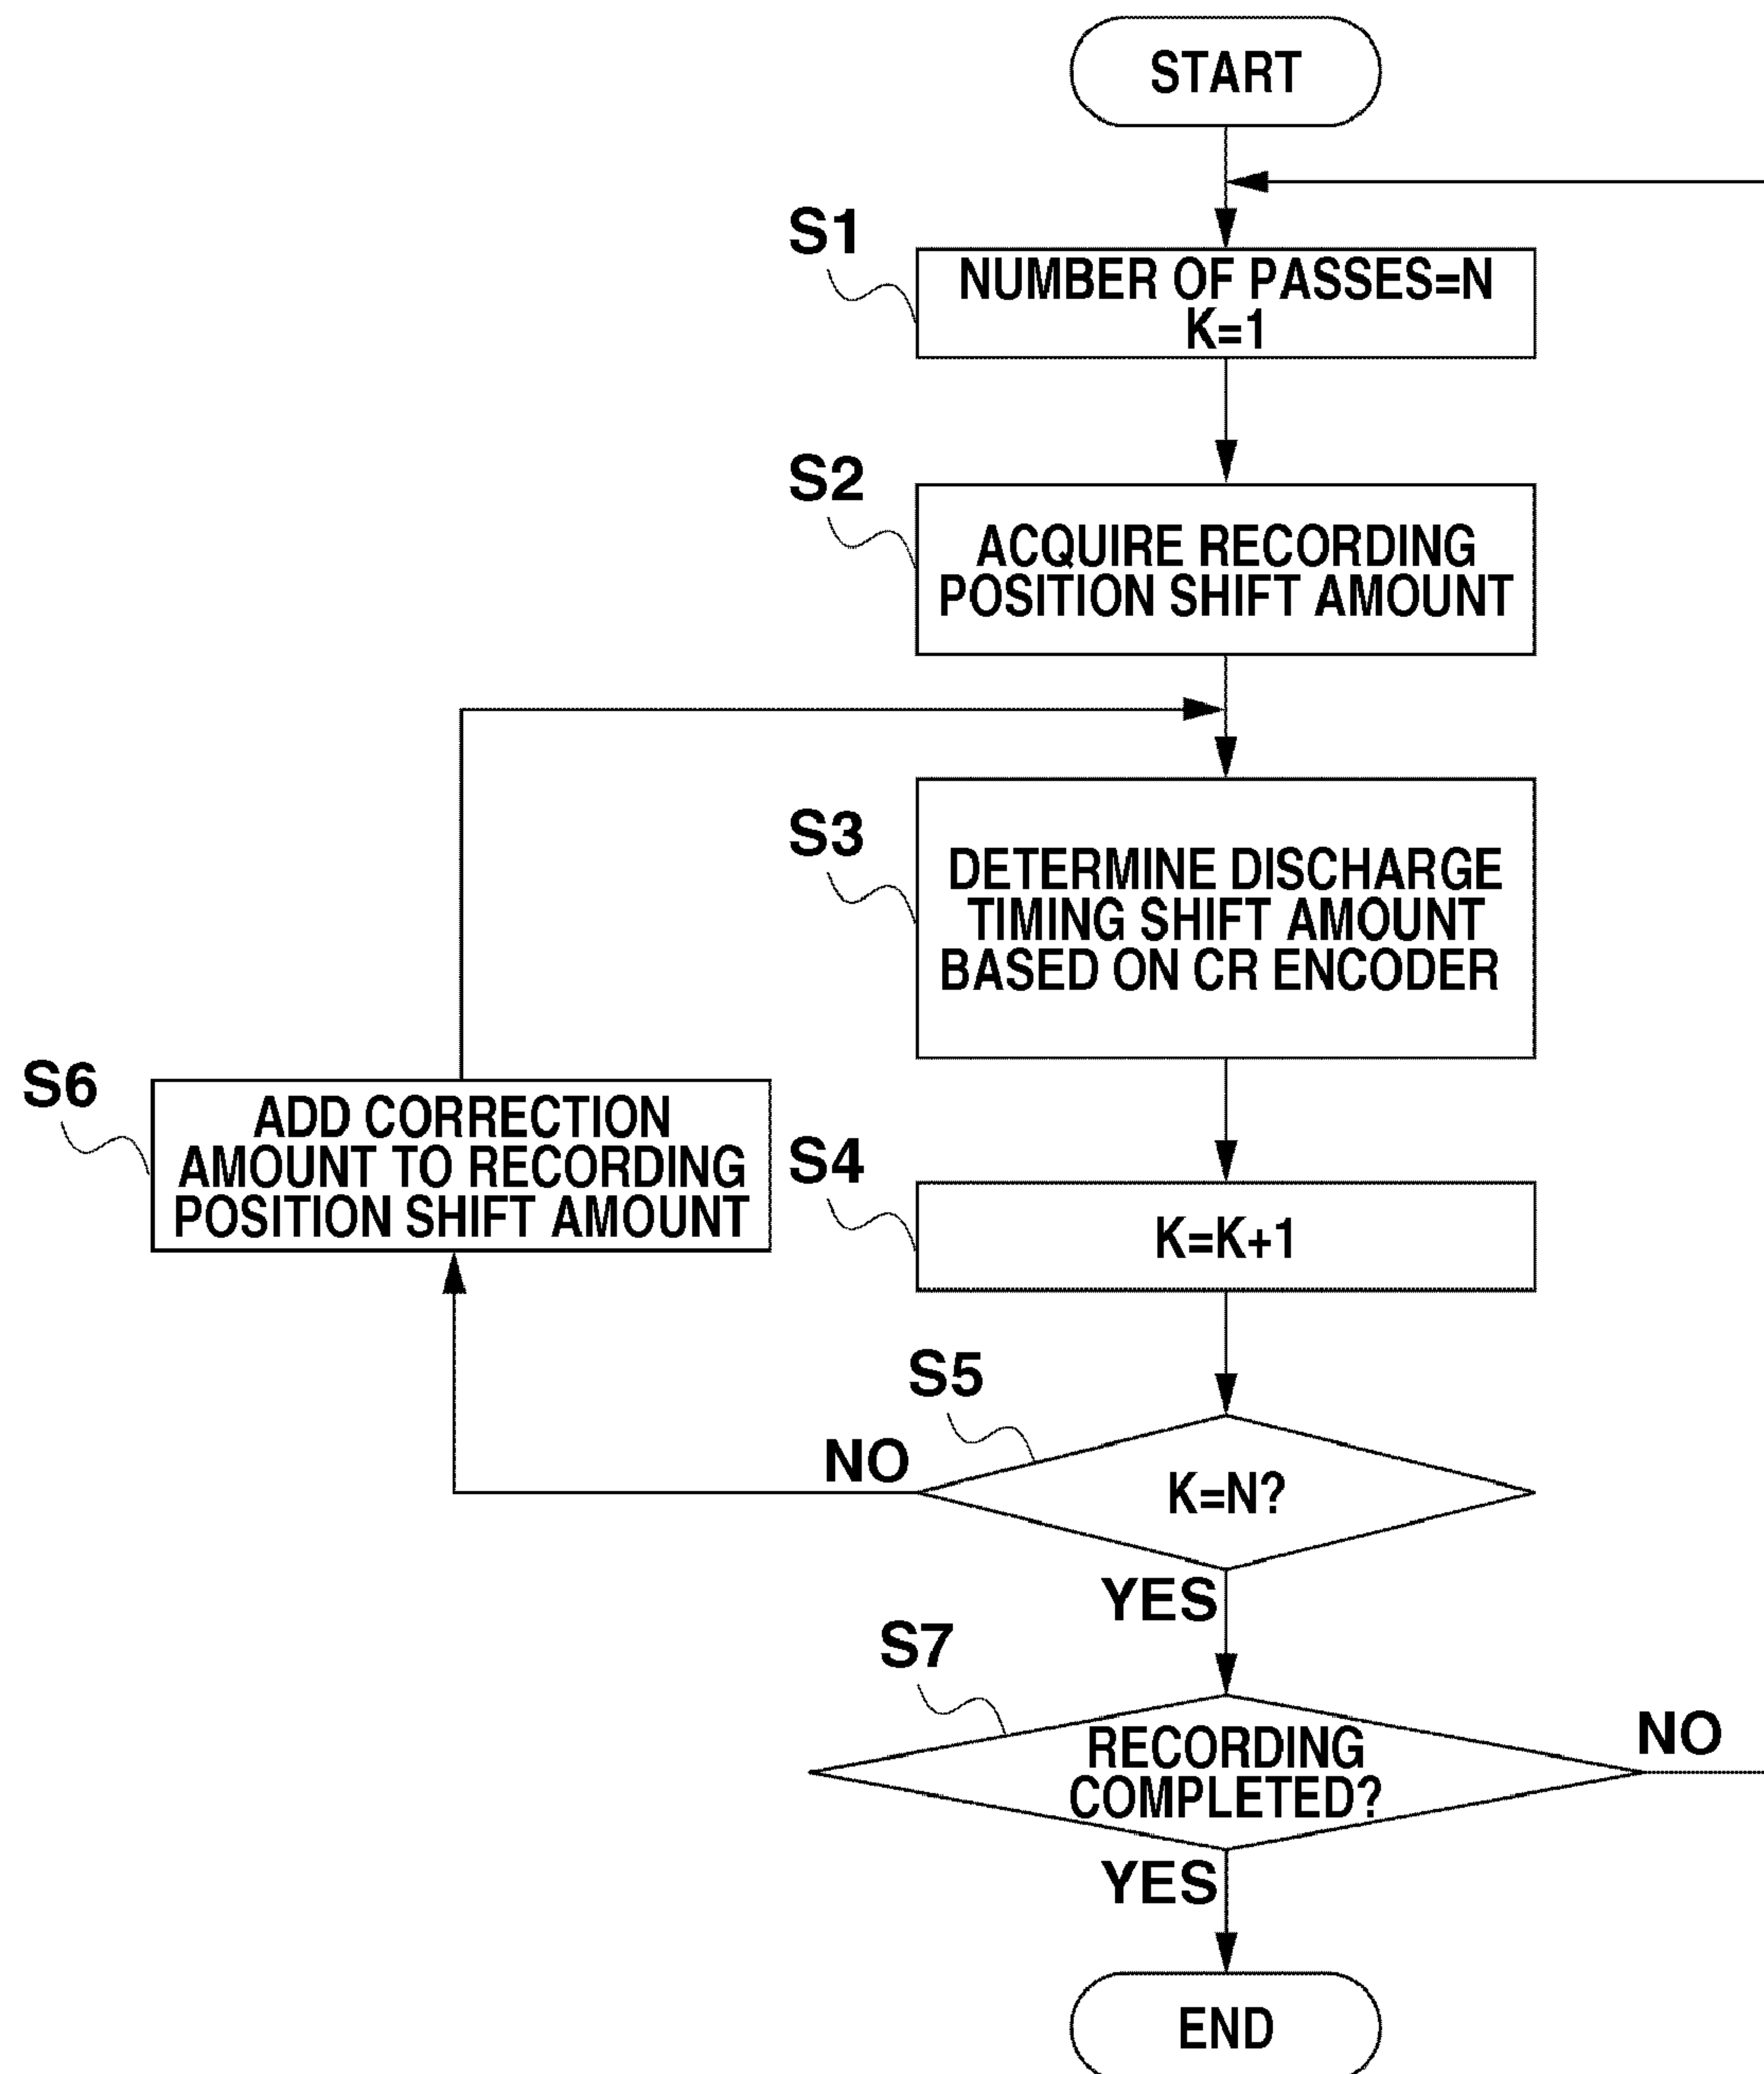 START
S1
NUMBER OF PASSES=N
K=1
S2
ACQUIRE RECORDING
POSITION SHIFT AMOUNT
S3
DETERMINE DISCHARGE
TIMING SHIFT AMOUNT
BASED ON CR ENCODER
S6
ADD CORRECTION
AMOUNT TO RECORDING
POSITION SHIFT AMOUNT
S4
K=K+1
S5
NO
K=N?
YES
S7
RECORDING
COMPLETED?
NO
YES
END